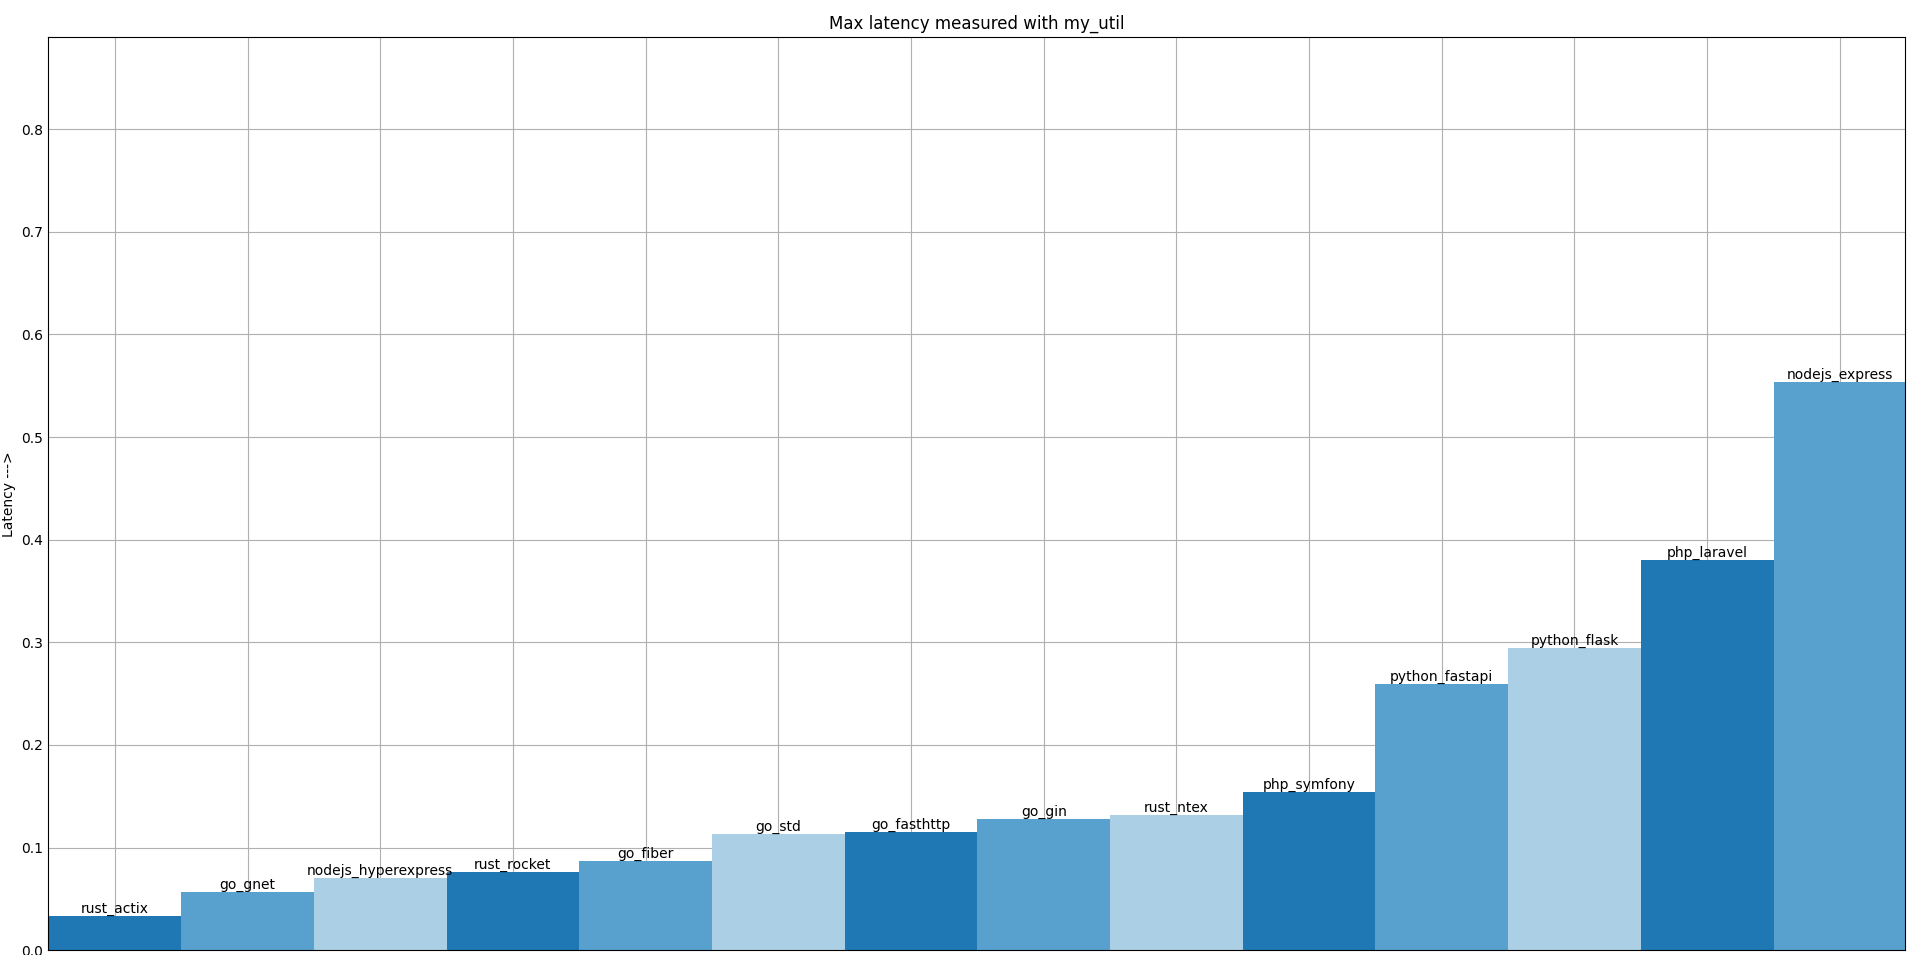 Max latency measured with my_util
0.8
0.7
0.6
0.5
0.4
0.3
0.2
0.1
0.0
Latency --->
rust_actix
go_gnet
nodejs_hyperexpress
rust_rocket
go_fiber
go_std
go_fasthttp
go_gin
rust_ntex
php_symfony
python_fastapi
python_flask
php_laravel
nodejs_express